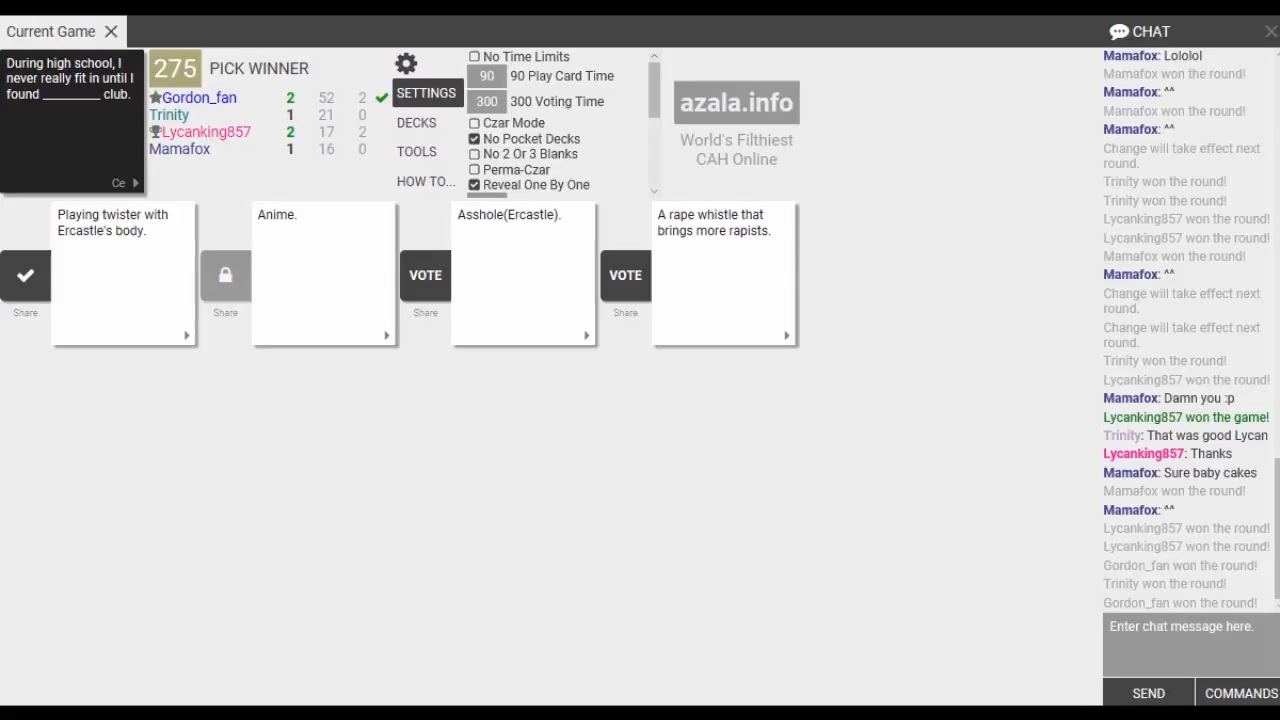 Current Game
During high school, I
never really fit in until I
found _________ club.
Ce
275 PICK WINNER
Gordon_fan 2 52 2
Trinity 1 21 0
Lycanking857 2 17 2
Mamafox 1 16 0
SETTINGS
DECKS
TOOLS
HOW TO...
No Time Limits
90 90 Play Card Time
300 300 Voting Time
Czar Mode
No Pocket Decks
No 2 Or 3 Blanks
Perma-Czar
Reveal One By One
azala.info
World's Filthiest
CAH Online
Share
Playing twister with
Ercastle's body.
Share
Anime.
VOTE
Share
Asshole(Ercastle).
VOTE
Share
A rape whistle that
brings more rapists.
CHAT
Mamafox: Lololol
Mamafox won the round!
Mamafox: ^^
Mamafox won the round!
Mamafox: ^^
Change will take effect next
round.
Trinity won the round!
Trinity won the round!
Lycanking857 won the round!
Lycanking857 won the round!
Mamafox won the round!
Mamafox: ^^
Change will take effect next
round.
Change will take effect next
round.
Trinity won the round!
Lycanking857 won the round!
Mamafox: Damn you :p
Lycanking857 won the game!
Trinity: That was good Lycan
Lycanking857: Thanks
Mamafox: Sure baby cakes
Mamafox won the round!
Mamafox: ^^
Lycanking857 won the round!
Lycanking857 won the round!
Gordon_fan won the round!
Trinity won the round!
Gordon_fan won the round!
Enter chat message here.
SEND
COMMANDS